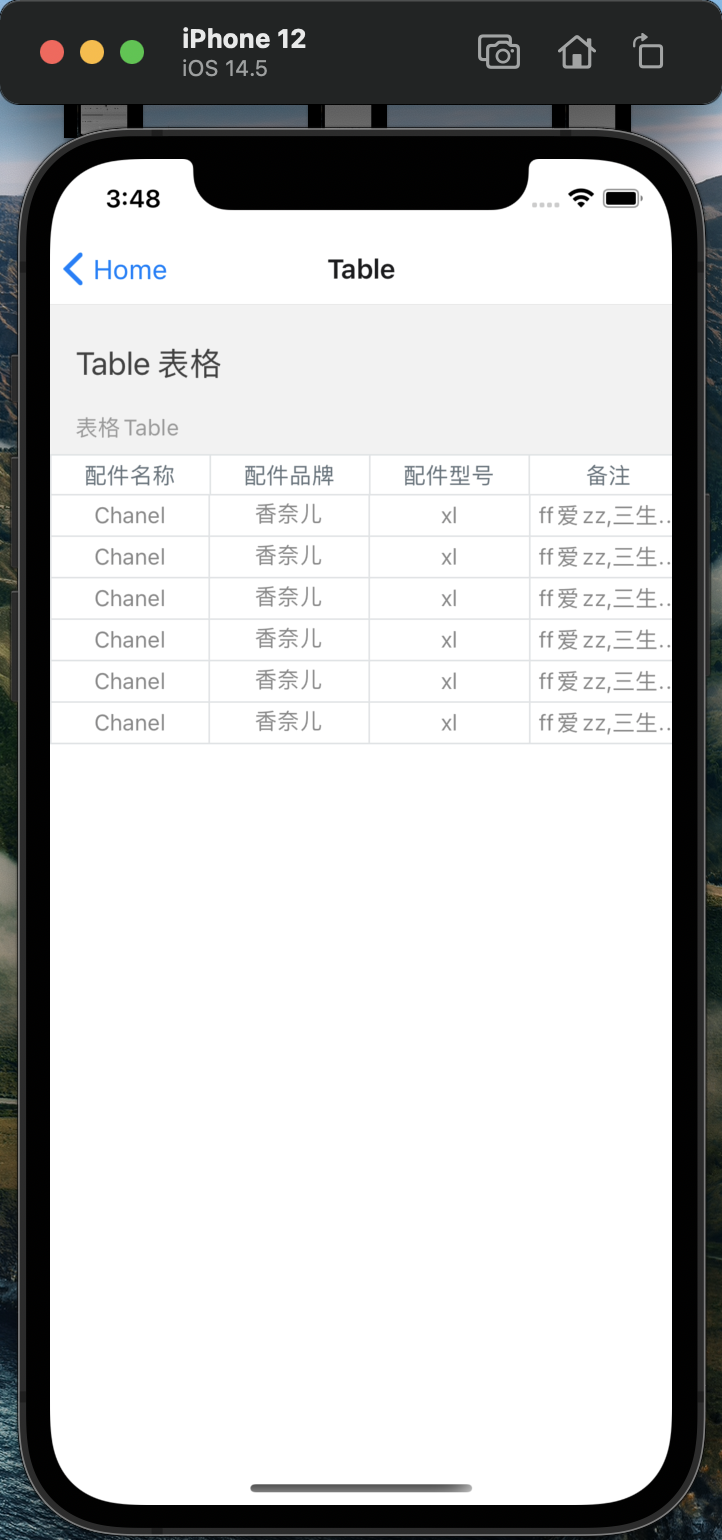 iPhone 12
iOS 14.5
3:48
Home Table
Table 表格
表格 Table
配件名称 配件品牌 配件型号 备注
Chanel 香奈儿 xl ff 爱 zz,三生..
Chanel 香奈儿 xl ff 爱 zz,三生..
Chanel 香奈儿 xl ff 爱 zz,三生..
Chanel 香奈儿 xl ff 爱 zz,三生..
Chanel 香奈儿 xl ff 爱 zz,三生..
Chanel 香奈儿 xl ff 爱 zz,三生..